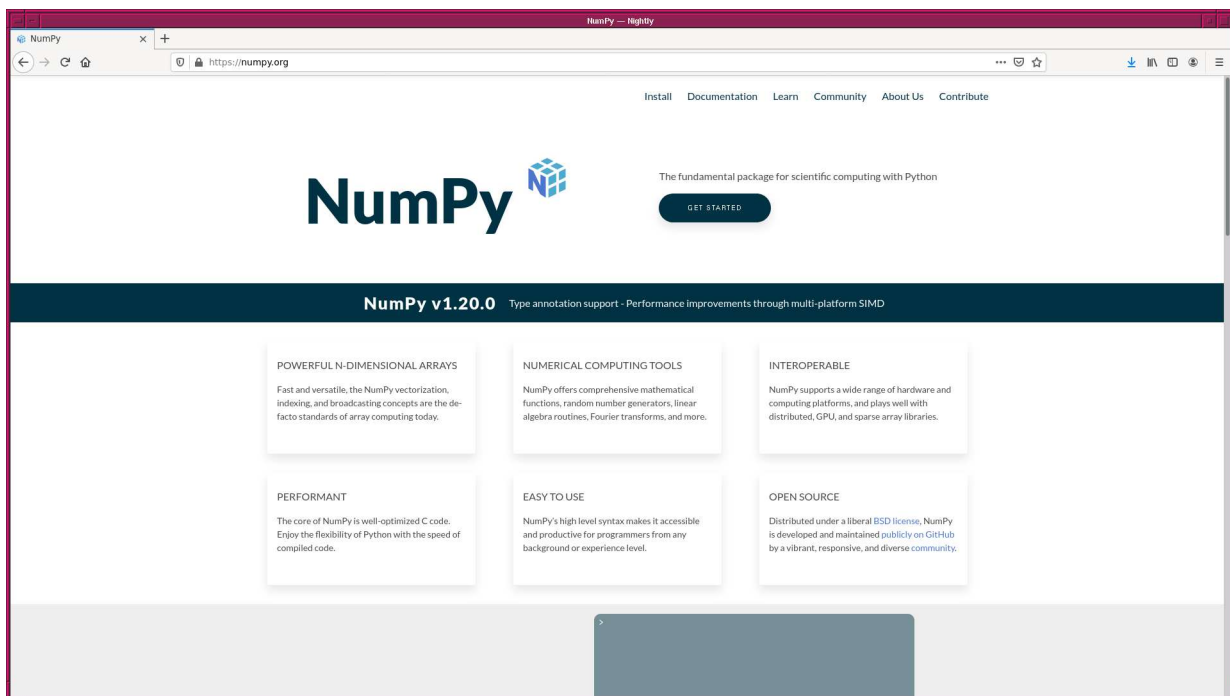 NumPy — Nightly
NumPy
https://numpy.org
Install Documentation Learn Community About Us Contribute
NumPy
The fundamental package for scientific computing with Python
GET STARTED
NumPy v1.20.0 Type annotation support - Performance improvements through multi-platform SIMD
POWERFUL N-DIMENSIONAL ARRAYS
Fast and versatile, the NumPy vectorization,
indexing, and broadcasting concepts are the de-
facto standards of array computing today.
NUMERICAL COMPUTING TOOLS
NumPy offers comprehensive mathematical
functions, random number generators, linear
algebra routines, Fourier transforms, and more.
INTEROPERABLE
NumPy supports a wide range of hardware and
computing platforms, and plays well with
distributed, GPU, and sparse array libraries.
PERFORMANT
The core of NumPy is well-optimized C code.
Enjoy the flexibility of Python with the speed of
compiled code.
EASY TO USE
NumPy's high level syntax makes it accessible
and productive for programmers from any
background or experience level.
OPEN SOURCE
Distributed under a liberal BSD license, NumPy
is developed and maintained publicly on GitHub
by a vibrant, responsive, and diverse community.
>